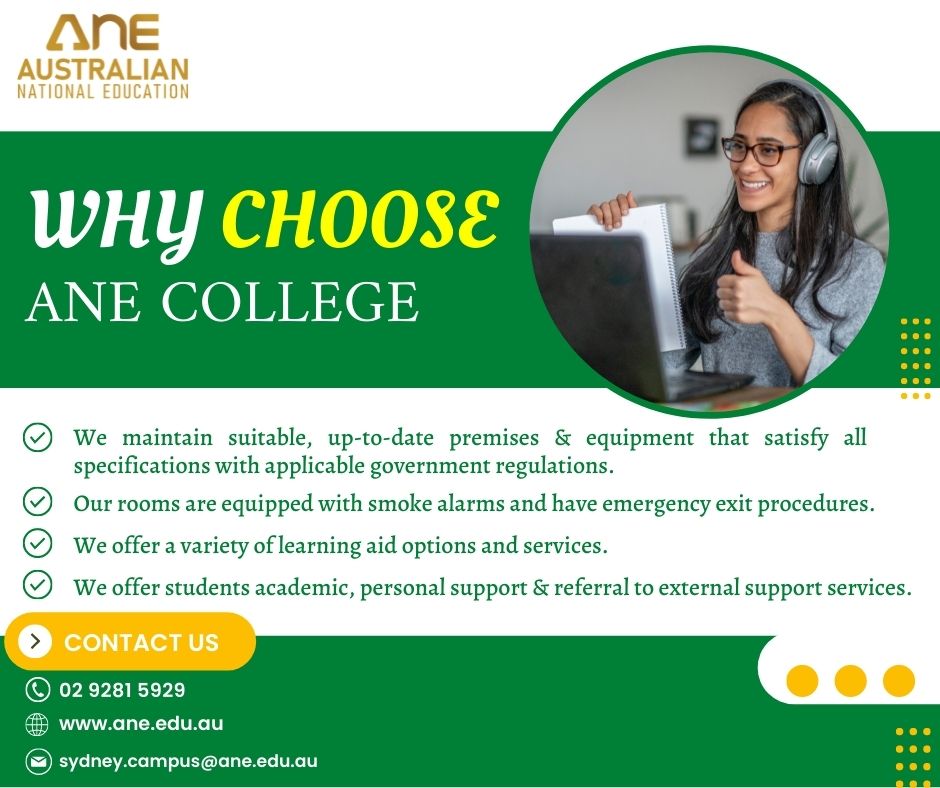 ANE
AUSTRALIAN
NATIONAL EDUCATION
WHY CHOOSE
ANE COLLEGE
We maintain suitable, up-to-date premises & equipment that satisfy all
specifications with applicable government regulations.
Our rooms are equipped with smoke alarms and have emergency exit procedures.
We offer a variety of learning aid options and services.
We offer students academic, personal support & referral to external support services.
CONTACT US
02 9281 5929
www.ane.edu.au
sydney.campus@ane.edu.au